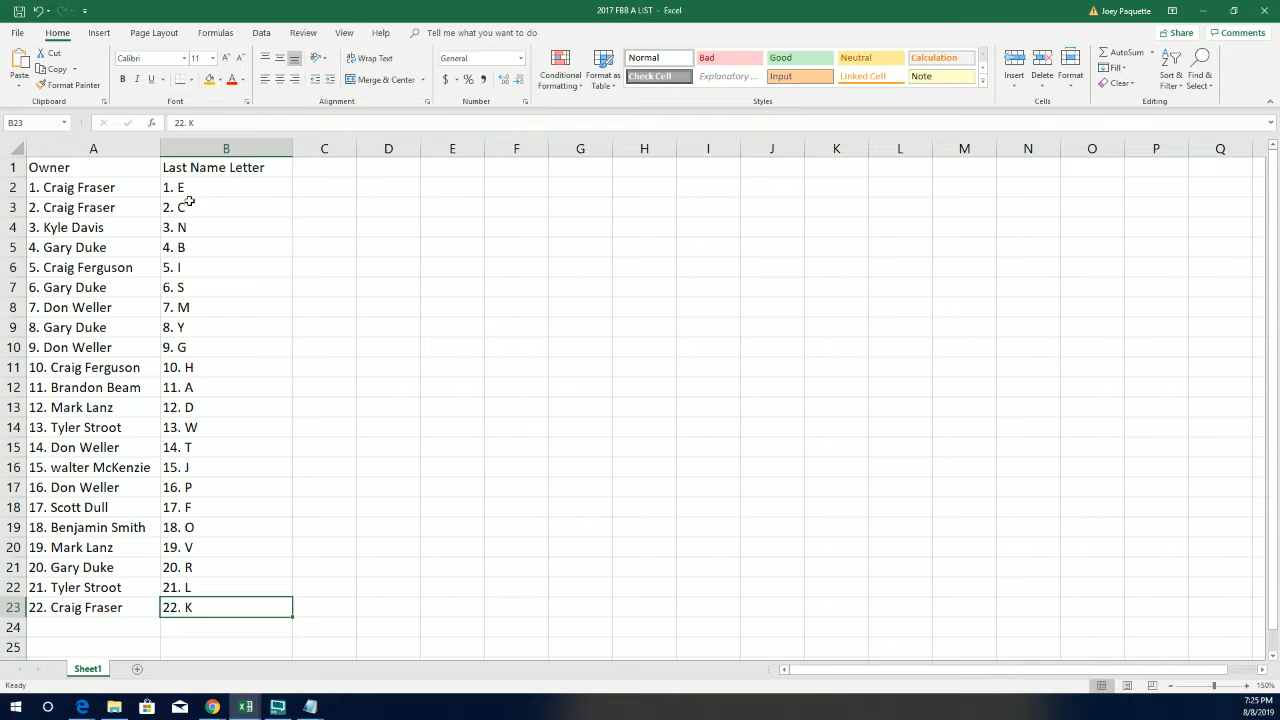 2017 FBB A LIST - Excel
Joey Paquette
File Home Insert Page Layout Formulas Data Review View Help Tell me what you want to do
Share Comments
Paste
Cut
Copy
Format Painter
Clipboard
Calibri 11
B I U
Font
Wrap Text
Merge & Center
Alignment
General
$ % ,
Number
Conditional Formatting
Format as Table
Normal Bad Good Neutral Calculation
Check Cell Explanatory ... Input Linked Cell Note
Styles
Insert Delete Format
Cells
AutoSum
Fill
Clear
Sort & Filter
Find & Select
Editing
B23 fx 22. K
A B C D E F G H I J K L M N O P Q
1 Owner Last Name Letter
2 1. Craig Fraser 1. E
3 2. Craig Fraser 2. C
4 3. Kyle Davis 3. N
5 4. Gary Duke 4. B
6 5. Craig Ferguson 5. I
7 6. Gary Duke 6. S
8 7. Don Weller 7. M
9 8. Gary Duke 8. Y
10 9. Don Weller 9. G
11 10. Craig Ferguson 10. H
12 11. Brandon Beam 11. A
13 12. Mark Lanz 12. D
14 13. Tyler Stroot 13. W
15 14. Don Weller 14. T
16 15. walter McKenzie 15. J
17 16. Don Weller 16. P
18 17. Scott Dull 17. F
19 18. Benjamin Smith 18. O
20 19. Mark Lanz 19. V
21 20. Gary Duke 20. R
22 21. Tyler Stroot 21. L
23 22. Craig Fraser 22. K
24
25
Sheet1
Ready
150%
7:25 PM
8/8/2019